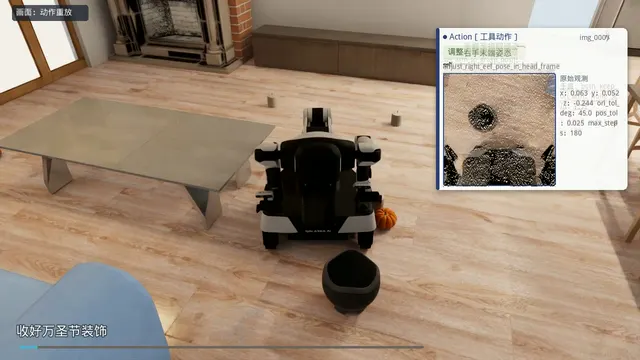 画面：动作重放
Action [ 工具动作 ]
img_0009
调整右手末端姿态
adjust_right_eef_pose_in_head_frame
原始观测
x: 0.063 y: 0.052
z: -0.244 ori_tol_
deg: 45.0 pos_tol
: 0.025 max_step
s: 180
收好万圣节装饰